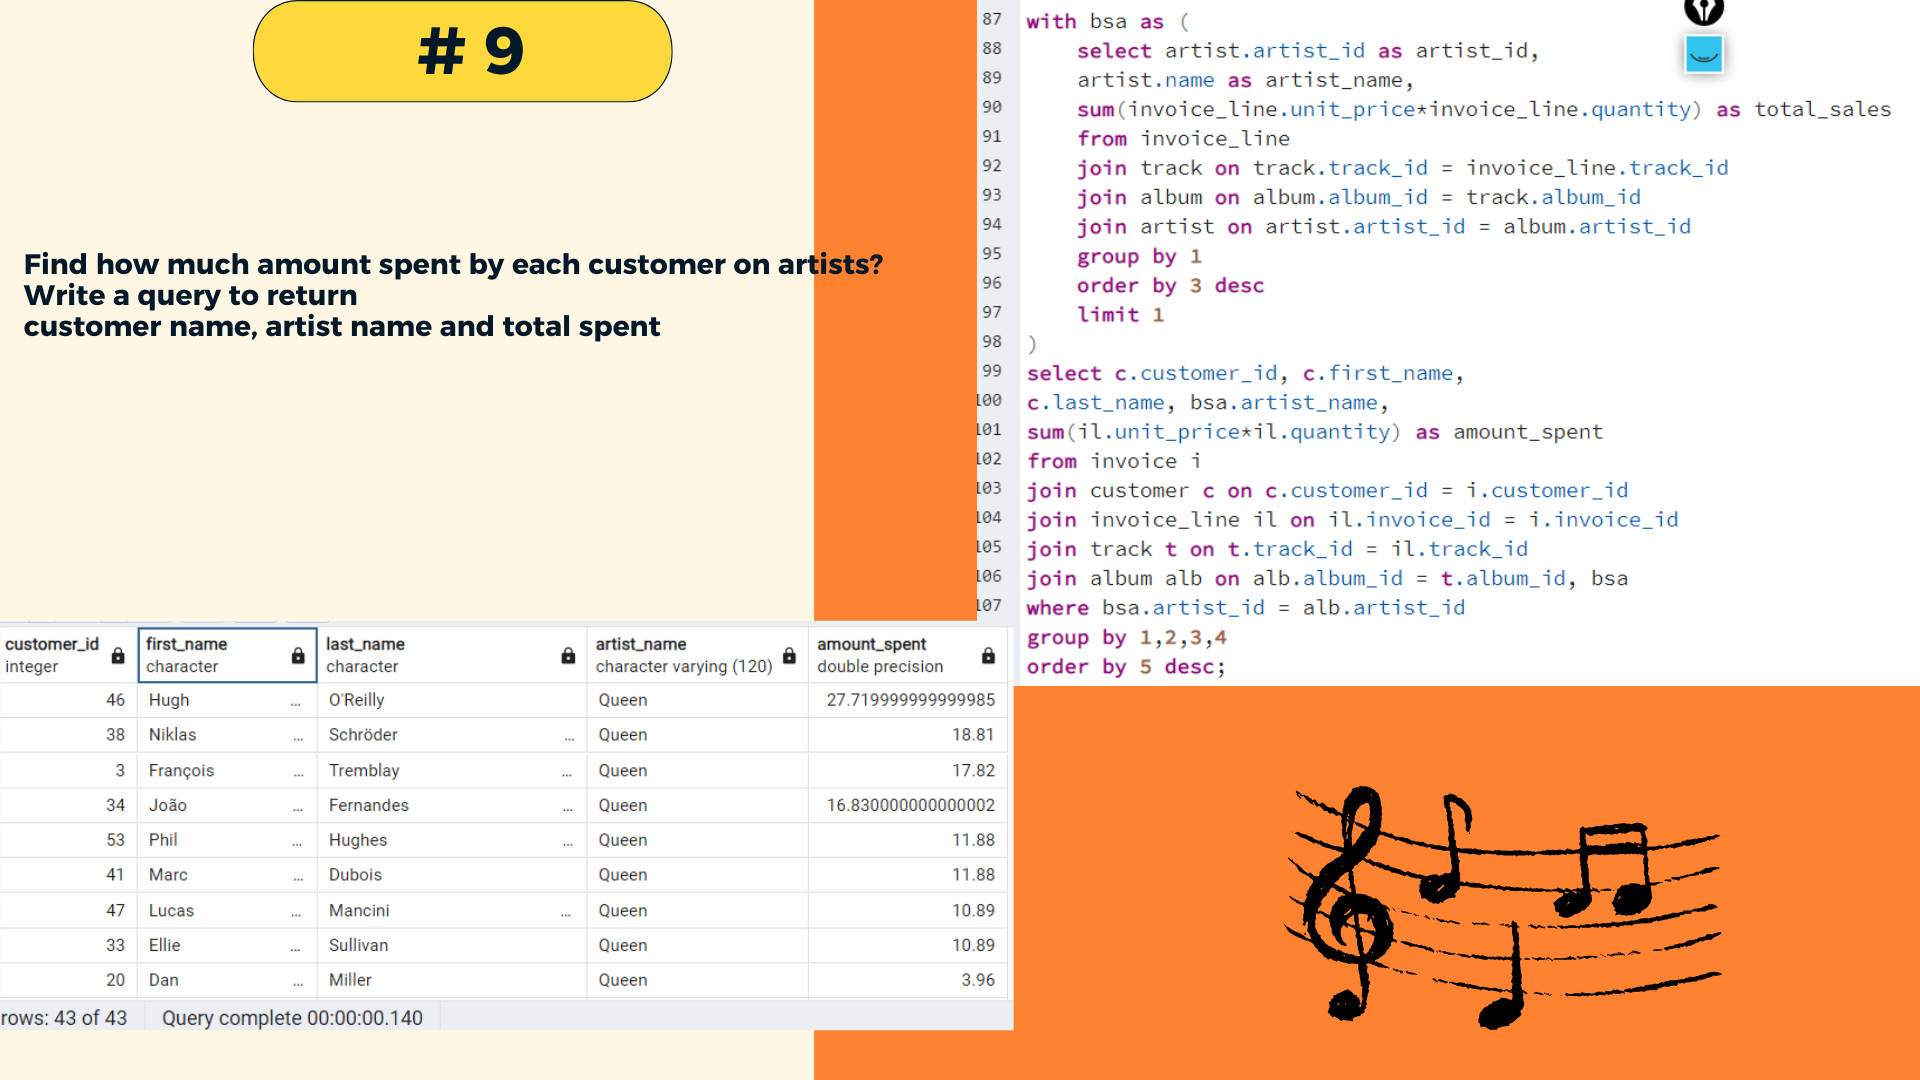 # 9
Find how much amount spent by each customer on artists?
Write a query to return
customer name, artist name and total spent
87 with bsa as (
88 select artist.artist_id as artist_id,
89 artist.name as artist_name,
90 sum(invoice_line.unit_price*invoice_line.quantity) as total_sales
91 from invoice_line
92 join track on track.track_id = invoice_line.track_id
93 join album on album.album_id = track.album_id
94 join artist on artist.artist_id = album.artist_id
95 group by 1
96 order by 3 desc
97 limit 1
98 )
99 select c.customer_id, c.first_name,
100 c.last_name, bsa.artist_name,
101 sum(il.unit_price*il.quantity) as amount_spent
102 from invoice i
103 join customer c on c.customer_id = i.customer_id
104 join invoice_line il on il.invoice_id = i.invoice_id
105 join track t on t.track_id = il.track_id
106 join album alb on alb.album_id = t.album_id, bsa
107 where bsa.artist_id = alb.artist_id
group by 1,2,3,4
order by 5 desc;
customer_id first_name last_name artist_name amount_spent
integer character character character varying (120) double precision
46 Hugh ... O'Reilly Queen 27.719999999999985
38 Niklas ... Schröder ... Queen 18.81
3 François ... Tremblay ... Queen 17.82
34 João ... Fernandes ... Queen 16.830000000000002
53 Phil ... Hughes ... Queen 11.88
41 Marc ... Dubois Queen 11.88
47 Lucas ... Mancini ... Queen 10.89
33 Ellie ... Sullivan Queen 10.89
20 Dan ... Miller Queen 3.96
rows: 43 of 43 Query complete 00:00:00.140